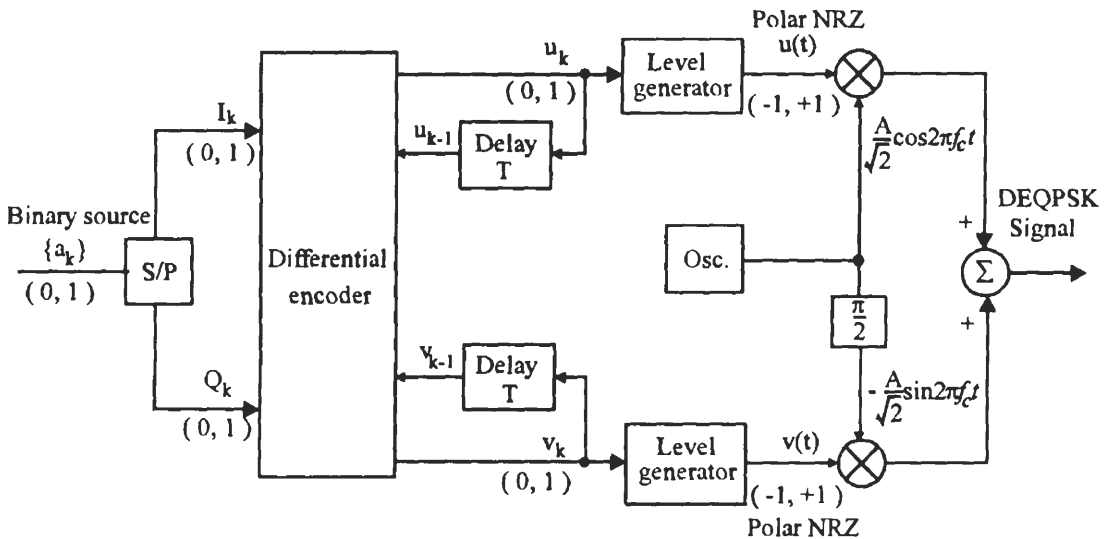 Polar NRZ
u(t)
u_k
Level
generator
(0, 1)
(-1, +1)
I_k
(0, 1)
u_{k-1}
Delay
T
A/√2 cos2πf_c t
Binary source
{a_k}
(0, 1)
S/P
Differential
encoder
Osc.
DEQPSK
Signal
+
Σ
+
π/2
v_{k-1}
Delay
T
Q_k
(0, 1)
- A/√2 sin2πf_c t
v_k
(0, 1)
Level
generator
v(t)
(-1, +1)
Polar NRZ